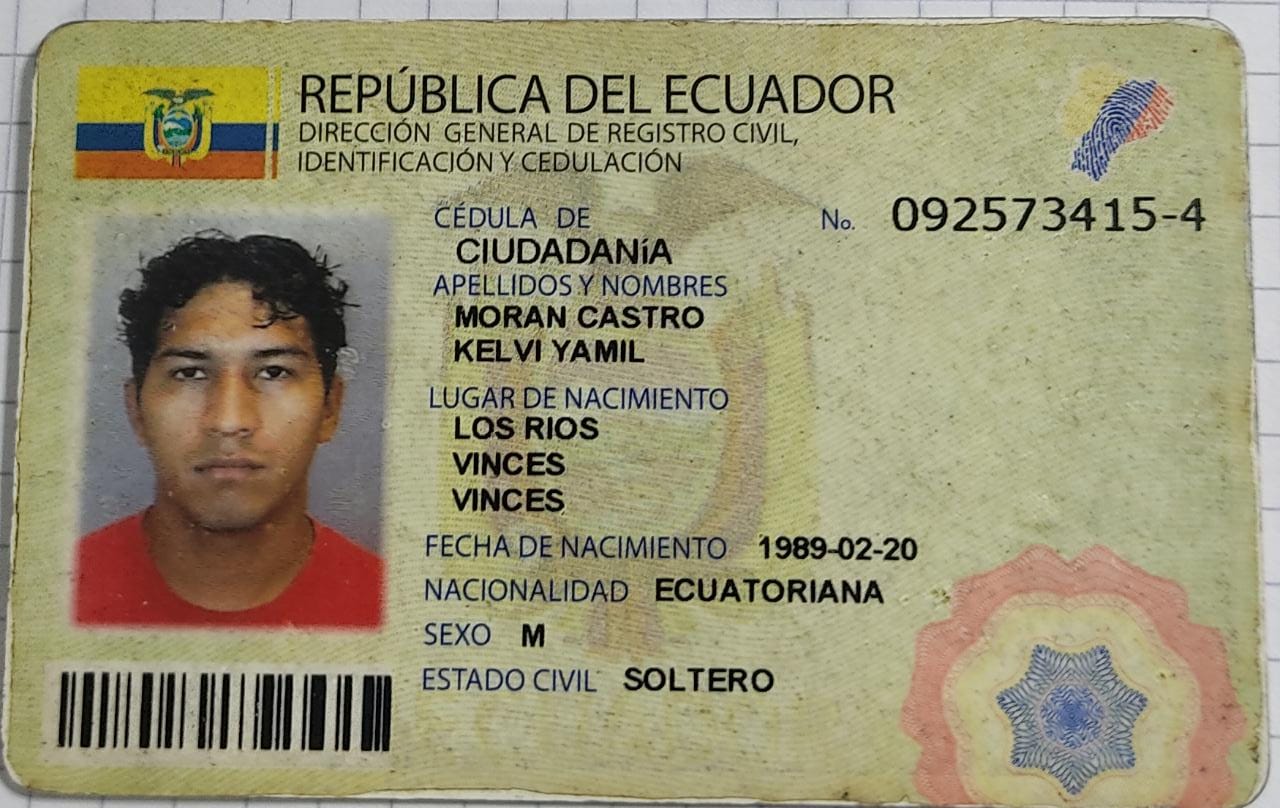 REPÚBLICA DEL ECUADOR
DIRECCIÓN GENERAL DE REGISTRO CIVIL,
IDENTIFICACIÓN Y CEDULACIÓN
CÉDULA DE No. 092573415-4
CIUDADANíA
APELLIDOS Y NOMBRES
MORAN CASTRO
KELVI YAMIL
LUGAR DE NACIMIENTO
LOS RIOS
VINCES
VINCES
FECHA DE NACIMIENTO 1989-02-20
NACIONALIDAD ECUATORIANA
SEXO M
ESTADO CIVIL SOLTERO